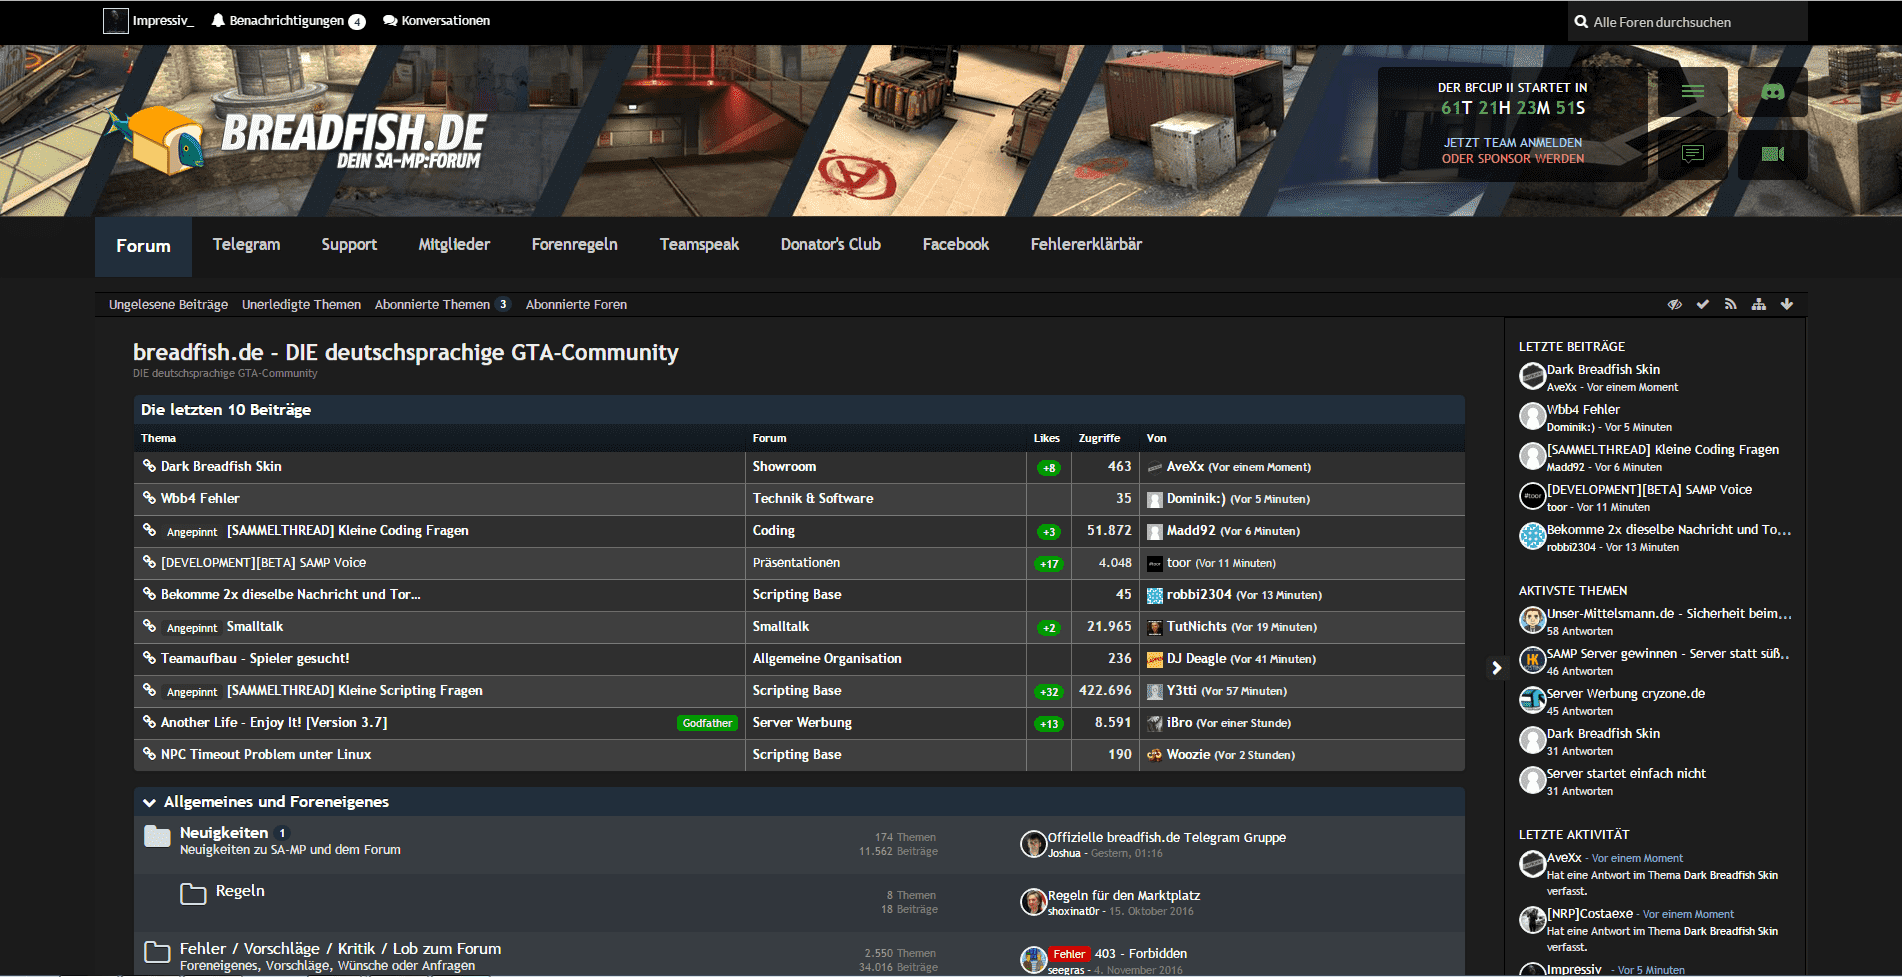 Impressiv_ Benachrichtigungen 4 Konversationen
Alle Foren durchsuchen
BREADFISH.DE
DEIN SA-MP:FORUM
DER BFCUP II STARTET IN
61T 21H 23M 51S
JETZT TEAM ANMELDEN
ODER SPONSOR WERDEN
Forum Telegram Support Mitglieder Forenregeln Teamspeak Donator's Club Facebook Fehlererklärbär
Ungelesene Beiträge Unerledigte Themen Abonnierte Themen 3 Abonnierte Foren
breadfish.de - DIE deutschsprachige GTA-Community
DIE deutschsprachige GTA-Community
Die letzten 10 Beiträge
Thema Forum Likes Zugriffe Von
Dark Breadfish Skin Showroom +8 463 AveXx (Vor einem Moment)
Wbb4 Fehler Technik & Software 35 Dominik:) (Vor 5 Minuten)
Angepinnt [SAMMELTHREAD] Kleine Coding Fragen Coding +3 51.872 Madd92 (Vor 6 Minuten)
[DEVELOPMENT][BETA] SAMP Voice Präsentationen +17 4.048 toor (Vor 11 Minuten)
Bekomme 2x dieselbe Nachricht und Tor... Scripting Base 45 robbi2304 (Vor 13 Minuten)
Angepinnt Smalltalk Smalltalk +2 21.965 TutNichts (Vor 19 Minuten)
Teamaufbau - Spieler gesucht! Allgemeine Organisation 236 DJ Deagle (Vor 41 Minuten)
Angepinnt [SAMMELTHREAD] Kleine Scripting Fragen Scripting Base +32 422.696 Y3tti (Vor 57 Minuten)
Another Life - Enjoy It! [Version 3.7] Godfather Server Werbung +13 8.591 iBro (Vor einer Stunde)
NPC Timeout Problem unter Linux Scripting Base 190 Woozie (Vor 2 Stunden)
Allgemeines und Foreneigenes
Neuigkeiten 1
Neuigkeiten zu SA-MP und dem Forum
174 Themen
11.562 Beiträge
Offizielle breadfish.de Telegram Gruppe
Joshua - Gestern, 01:16
Regeln
8 Themen
18 Beiträge
Regeln für den Marktplatz
shoxinat0r - 15. Oktober 2016
Fehler / Vorschläge / Kritik / Lob zum Forum
Foreneigenes, Vorschläge, Wünsche oder Anfragen
2.550 Themen
34.016 Beiträge
Fehler 403 - Forbidden
seegras - 4. November 2016
LETZTE BEITRÄGE
Dark Breadfish Skin
AveXx - Vor einem Moment
Wbb4 Fehler
Dominik:) - Vor 5 Minuten
[SAMMELTHREAD] Kleine Coding Fragen
Madd92 - Vor 6 Minuten
#toor
[DEVELOPMENT][BETA] SAMP Voice
toor - Vor 11 Minuten
Bekomme 2x dieselbe Nachricht und To...
robbi2304 - Vor 13 Minuten
AKTIVSTE THEMEN
Unser-Mittelsmann.de - Sicherheit beim...
58 Antworten
HK
SAMP Server gewinnen - Server statt süß..
46 Antworten
Server Werbung cryzone.de
45 Antworten
Dark Breadfish Skin
31 Antworten
Server startet einfach nicht
31 Antworten
LETZTE AKTIVITÄT
AveXx - Vor einem Moment
Hat eine Antwort im Thema Dark Breadfish Skin
verfasst.
[NRP]Costaexe - Vor einem Moment
Hat eine Antwort im Thema Dark Breadfish Skin
verfasst.
Impressiv_ - Vor 5 Minuten